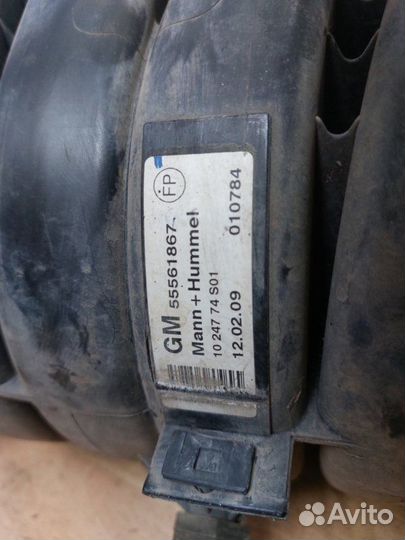 FP
GM 55561867
Mann+Hummel 010784
10 247 74 S01
12.02.09
Avito